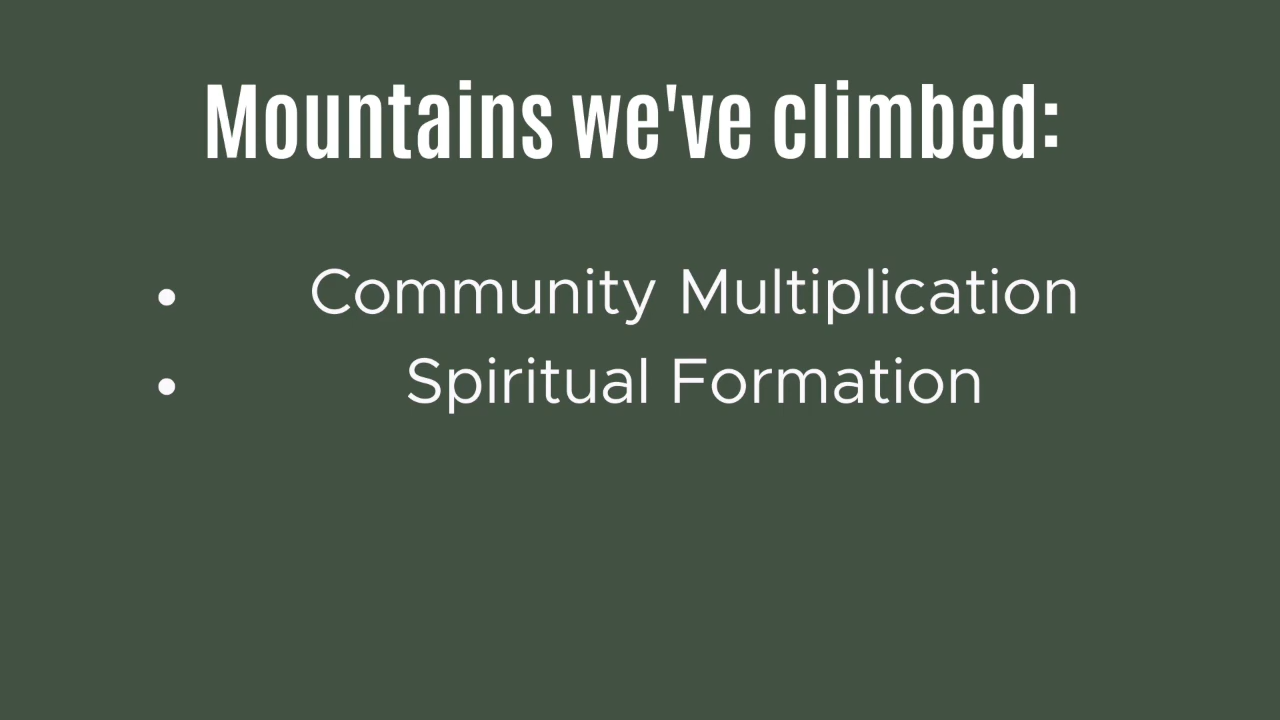 Mountains we've climbed:
• Community Multiplication
• Spiritual Formation